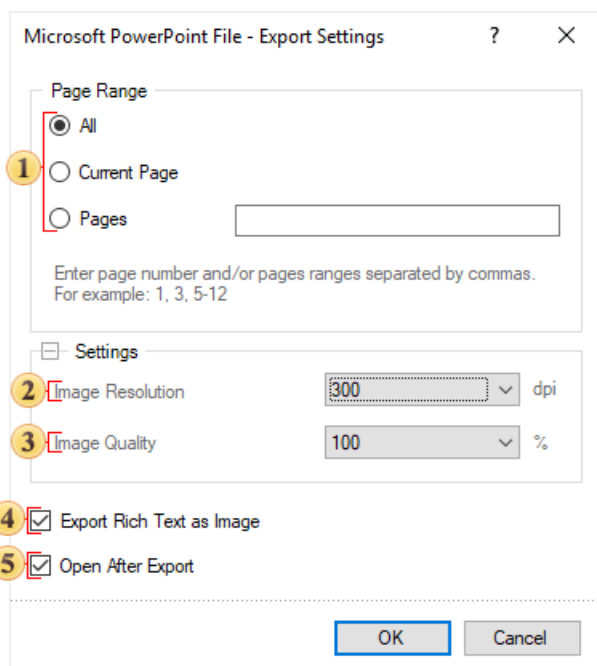 Microsoft PowerPoint File - Export Settings ?
Page Range
All
1
Current Page
Pages
Enter page number and/or pages ranges separated by commas.
For example: 1, 3, 5-12
Settings
2 Image Resolution 300 dpi
3 Image Quality 100 %
4 Export Rich Text as Image
5 Open After Export
OK Cancel